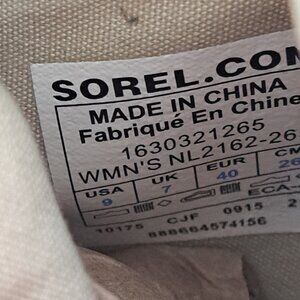 SOREL.COM
MADE IN CHINA
Fabriqué En Chine
1630321265
WMN'S NL2162-26
USA UK EUR CM
9 7 40
ECA
10175 CJF 0915
888664574156